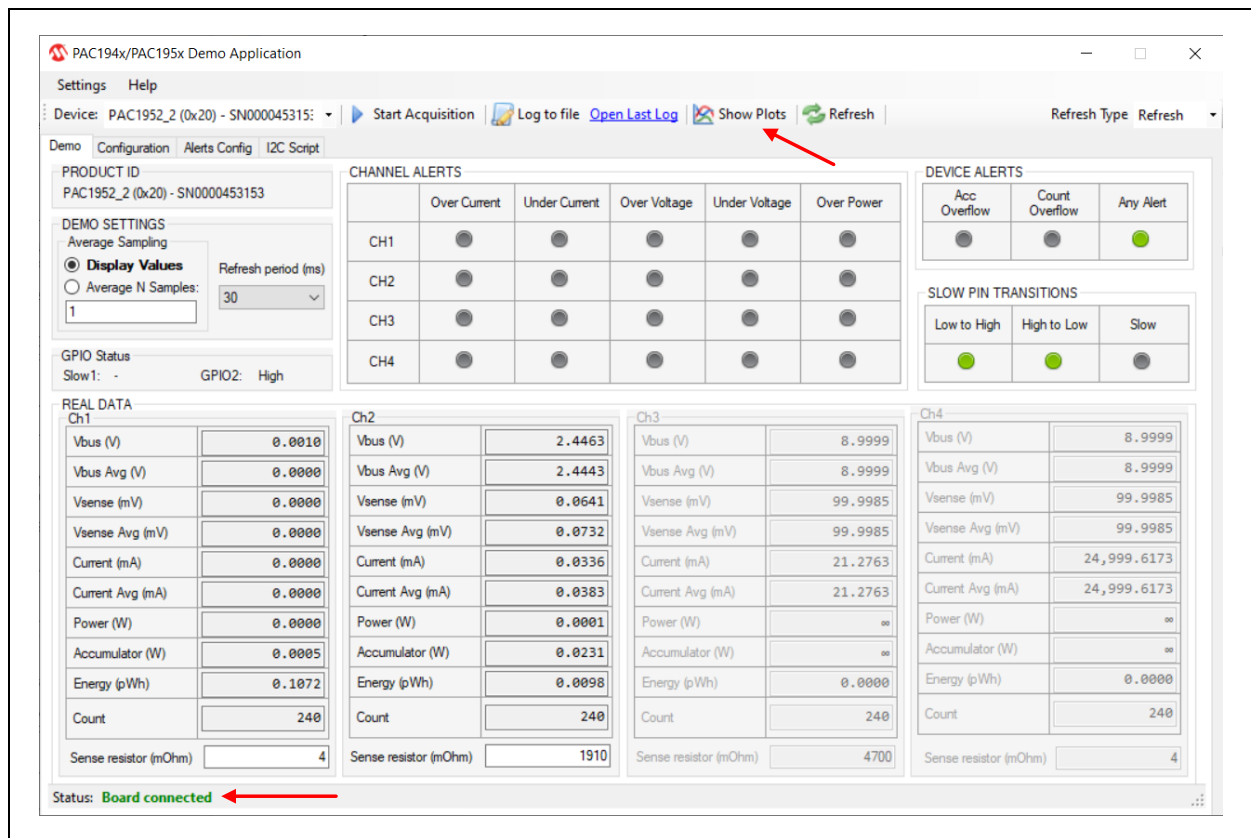 PAC194x/PAC195x Demo Application
Settings Help
Device: PAC1952_2 (0x20) - SN000045315: Start Acquisition Log to file Open Last Log Show Plots Refresh Refresh Type Refresh
Demo Configuration Alerts Config I2C Script
PRODUCT ID
PAC1952_2 (0x20) - SN0000453153
DEMO SETTINGS
Average Sampling
Display Values
Average N Samples:
1
Refresh period (ms)
30
GPIO Status
Slow1: - GPIO2: High
CHANNEL ALERTS
Over Current Under Current Over Voltage Under Voltage Over Power
CH1
CH2
CH3
CH4
DEVICE ALERTS
Acc Overflow Count Overflow Any Alert
SLOW PIN TRANSITIONS
Low to High High to Low Slow
REAL DATA
Ch1
Vbus (V) 0.0010
Vbus Avg (V) 0.0000
Vsense (mV) 0.0000
Vsense Avg (mV) 0.0000
Current (mA) 0.0000
Current Avg (mA) 0.0000
Power (W) 0.0000
Accumulator (W) 0.0005
Energy (pWh) 0.1072
Count 240
Sense resistor (mOhm) 4
Ch2
Vbus (V) 2.4463
Vbus Avg (V) 2.4443
Vsense (mV) 0.0641
Vsense Avg (mV) 0.0732
Current (mA) 0.0336
Current Avg (mA) 0.0383
Power (W) 0.0001
Accumulator (W) 0.0231
Energy (pWh) 0.0098
Count 240
Sense resistor (mOhm) 1910
Ch3
Vbus (V) 8.9999
Vbus Avg (V) 8.9999
Vsense (mV) 99.9985
Vsense Avg (mV) 99.9985
Current (mA) 21.2763
Current Avg (mA) 21.2763
Power (W) ∞
Accumulator (W) ∞
Energy (pWh) 0.0000
Count 240
Sense resistor (mOhm) 4700
Ch4
Vbus (V) 8.9999
Vbus Avg (V) 8.9999
Vsense (mV) 99.9985
Vsense Avg (mV) 99.9985
Current (mA) 24,999.6173
Current Avg (mA) 24,999.6173
Power (W) ∞
Accumulator (W) ∞
Energy (pWh) 0.0000
Count 240
Sense resistor (mOhm) 4
Status: Board connected